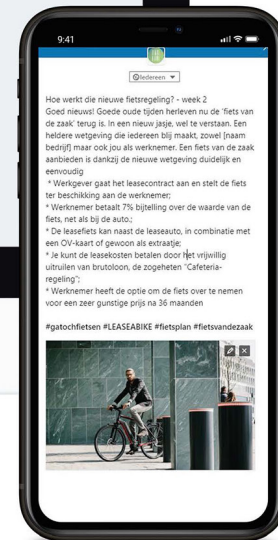 9:41
Iedereen
Hoe werkt die nieuwe fietsregeling? - week 2
Goed nieuws! Goede oude tijden herleven nu de 'fiets van
de zaak' terug is. In een nieuw jasje, wel te verstaan. Een
heldere wetgeving die iedereen blij maakt, zowel [naam
bedrijf] maar ook jou als werknemer. Een fiets van de zaak
aanbieden is dankzij de nieuwe wetgeving duidelijk en
eenvoudig
* Werkgever gaat het leasecontract aan en stelt de fiets
ter beschikking aan de werknemer;
* Werknemer betaalt 7% bijtelling over de waarde van de
fiets, net als bij de auto.;
* De leasefiets kan naast de leaseauto, in combinatie met
een OV-kaart of gewoon als extraatje;
* Je kunt de leasekosten betalen door het vrijwillig
uitruilen van brutoloon, de zogeheten "Cafetaria-
regeling";
* Werknemer heeft de optie om de fiets over te nemen
voor een zeer gunstige prijs na 36 maanden
#gatochfietsen #LEASEABIKE #fietsplan #fietsvandezaak